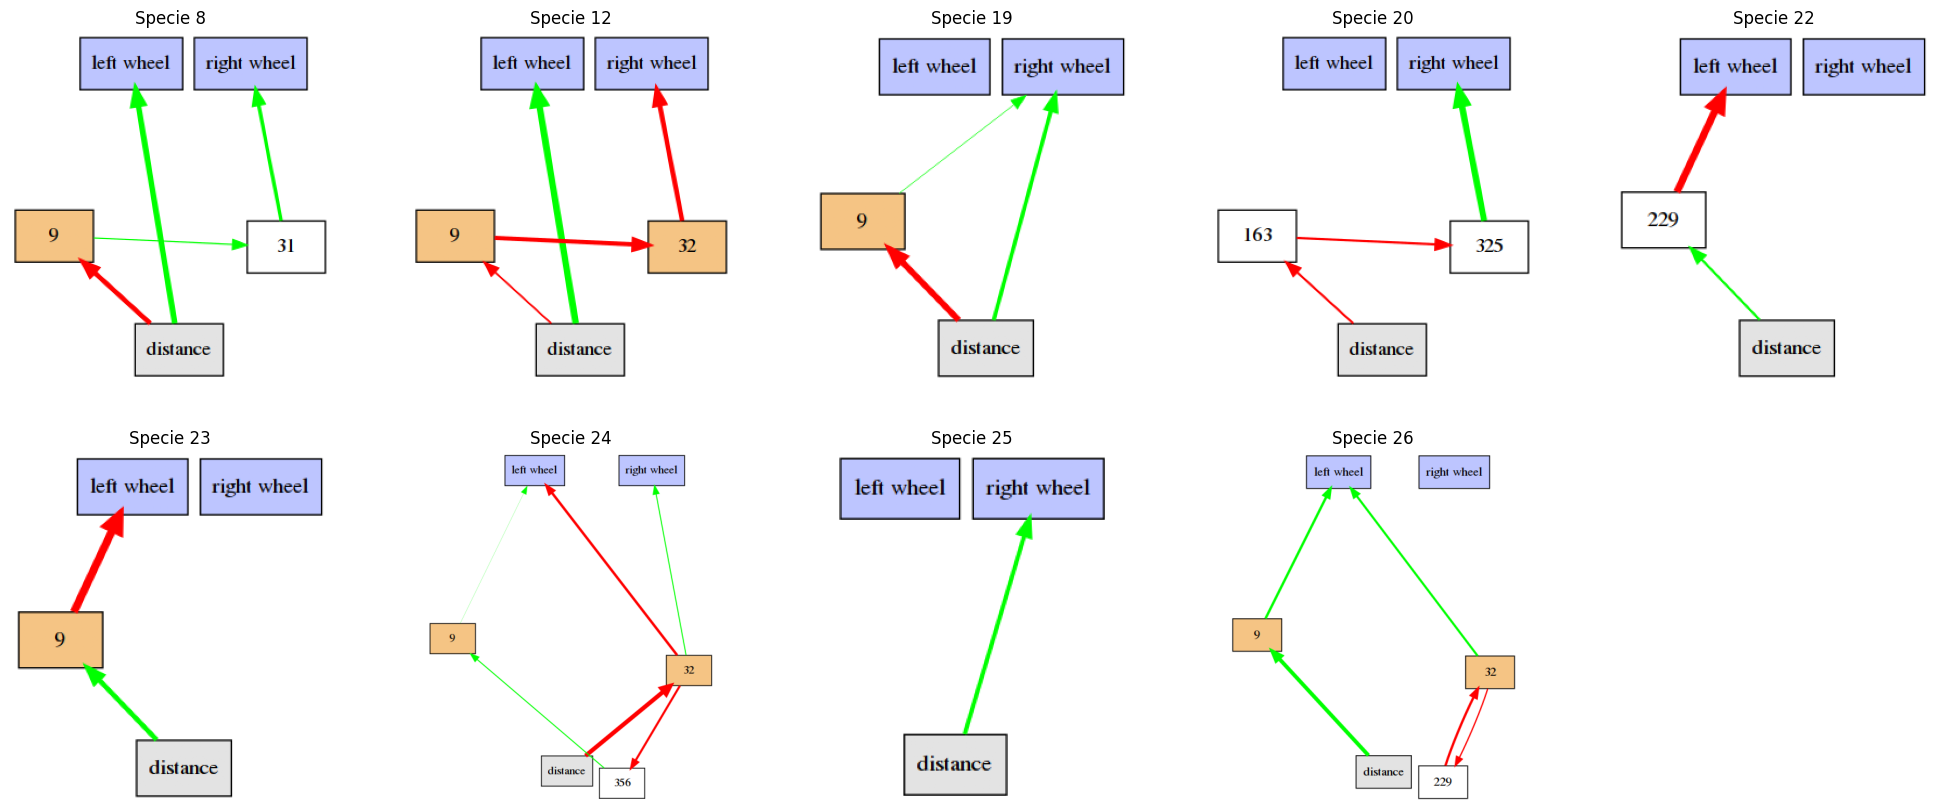 Specie 8
left wheel
right wheel
9
31
distance
Specie 12
left wheel
right wheel
9
32
distance
Specie 19
left wheel
right wheel
9
distance
Specie 20
left wheel
right wheel
163
325
distance
Specie 22
left wheel
right wheel
229
distance
Specie 23
left wheel
right wheel
9
distance
Specie 24
left wheel
right wheel
9
32
distance
356
Specie 25
left wheel
right wheel
distance
Specie 26
left wheel
right wheel
9
32
distance
229